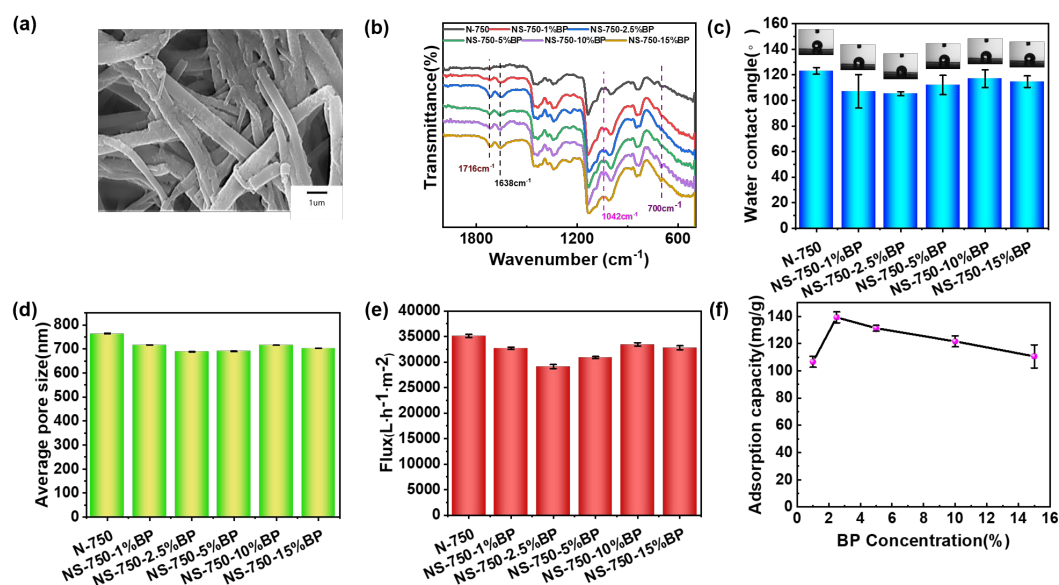 (a)
1um
(b)
N-750 NS-750-1%BP NS-750-2.5%BP
NS-750-5%BP NS-750-10%BP NS-750-15%BP
Transmittance(%)
1716cm-1
1638cm-1
1042cm-1
700cm-1
1800 1200 600
Wavenumber (cm-1)
(c)
Water contact angle(°)
160
140
120
100
80
60
40
20
0
N-750
NS-750-1%BP
NS-750-2.5%BP
NS-750-5%BP
NS-750-10%BP
NS-750-15%BP
(d)
Average pore size(nm)
800
700
600
500
400
300
200
100
0
N-750
NS-750-1%BP
NS-750-2.5%BP
NS-750-5%BP
NS-750-10%BP
NS-750-15%BP
(e)
Flux(L·h-1·m-2)
40000
35000
30000
25000
20000
15000
10000
5000
0
N-750
NS-750-1%BP
NS-750-2.5%BP
NS-750-5%BP
NS-750-10%BP
NS-750-15%BP
(f)
Adsorption capacity(mg/g)
140
120
100
80
60
40
20
0
0 2 4 6 8 10 12 14 16
BP Concentration(%)